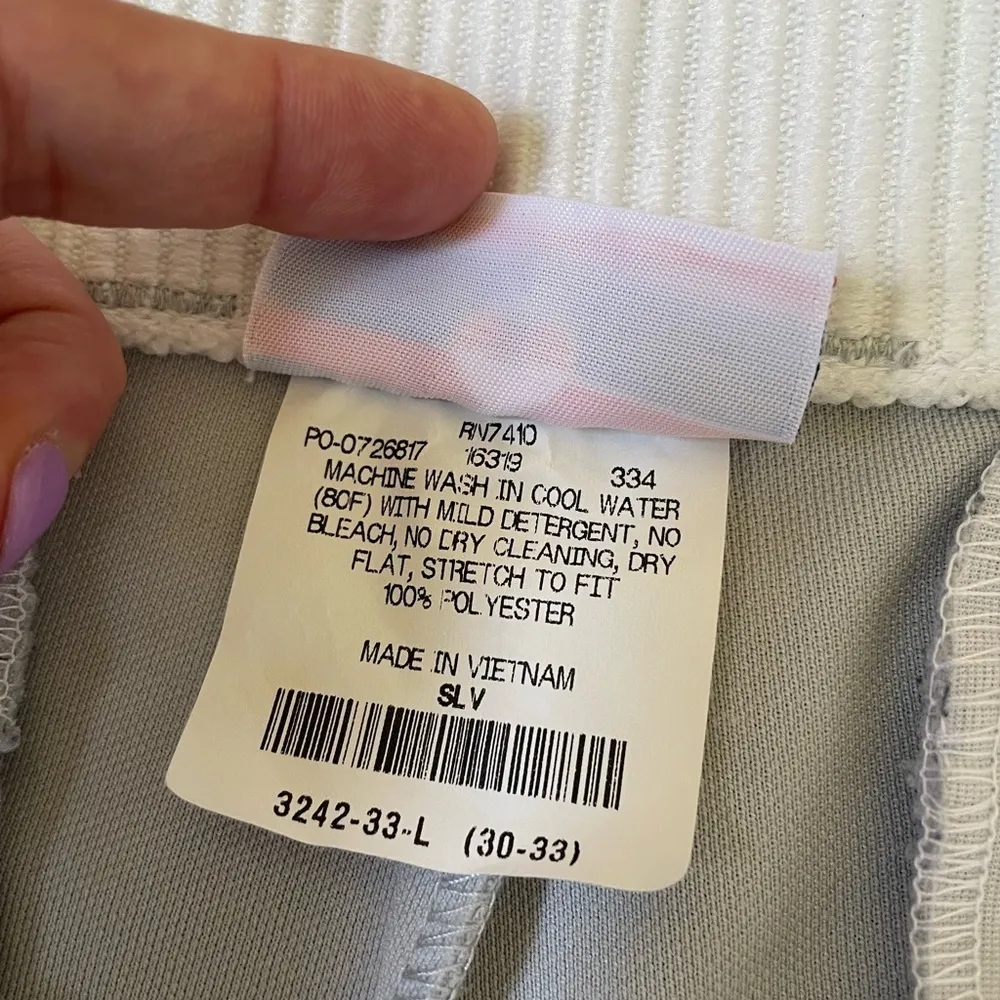 RN7410
PO-0726817 16319 334
MACHINE WASH IN COOL WATER
(80F) WITH MILD DETERGENT, NO
BLEACH, NO DRY CLEANING, DRY
FLAT, STRETCH TO FIT
100% POLYESTER
MADE IN VIETNAM
SLV
3242-33-L (30-33)